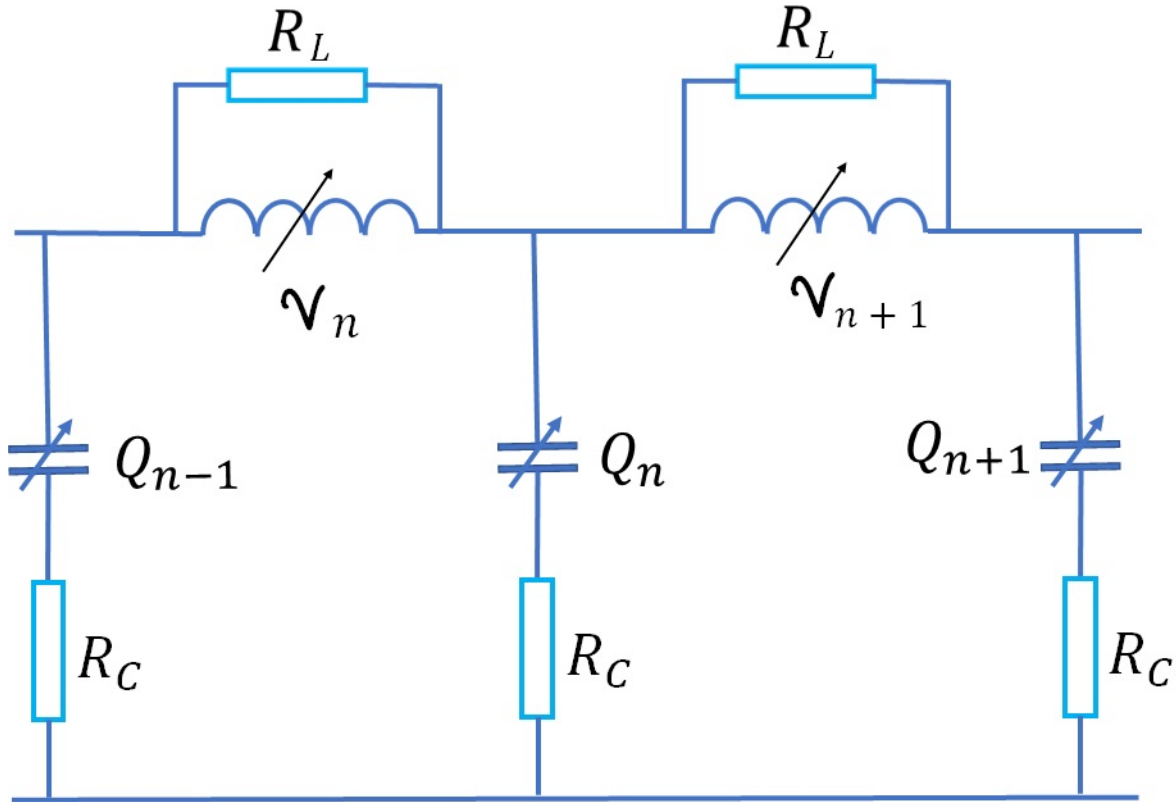 R_L R_L
𝒱_n 𝒱_{n+1}
Q_{n−1} Q_n Q_{n+1}
R_C R_C R_C